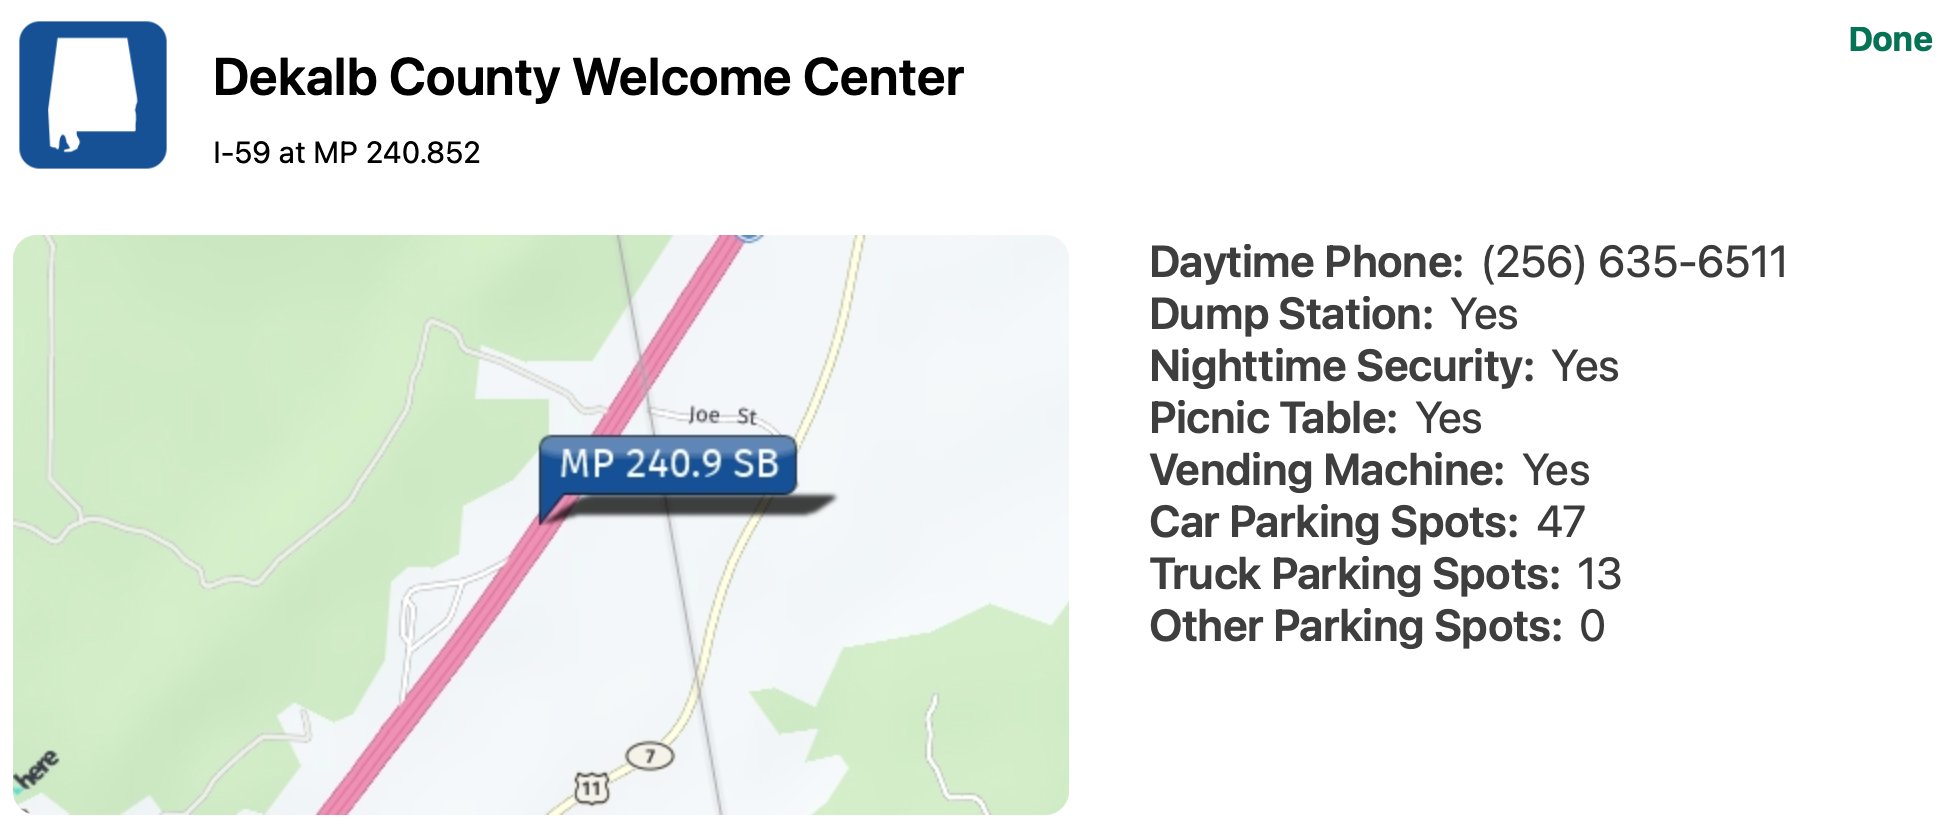 Done
Dekalb County Welcome Center
I-59 at MP 240.852
Joe St
MP 240.9 SB
7
11
here
Daytime Phone: (256) 635-6511
Dump Station: Yes
Nighttime Security: Yes
Picnic Table: Yes
Vending Machine: Yes
Car Parking Spots: 47
Truck Parking Spots: 13
Other Parking Spots: 0